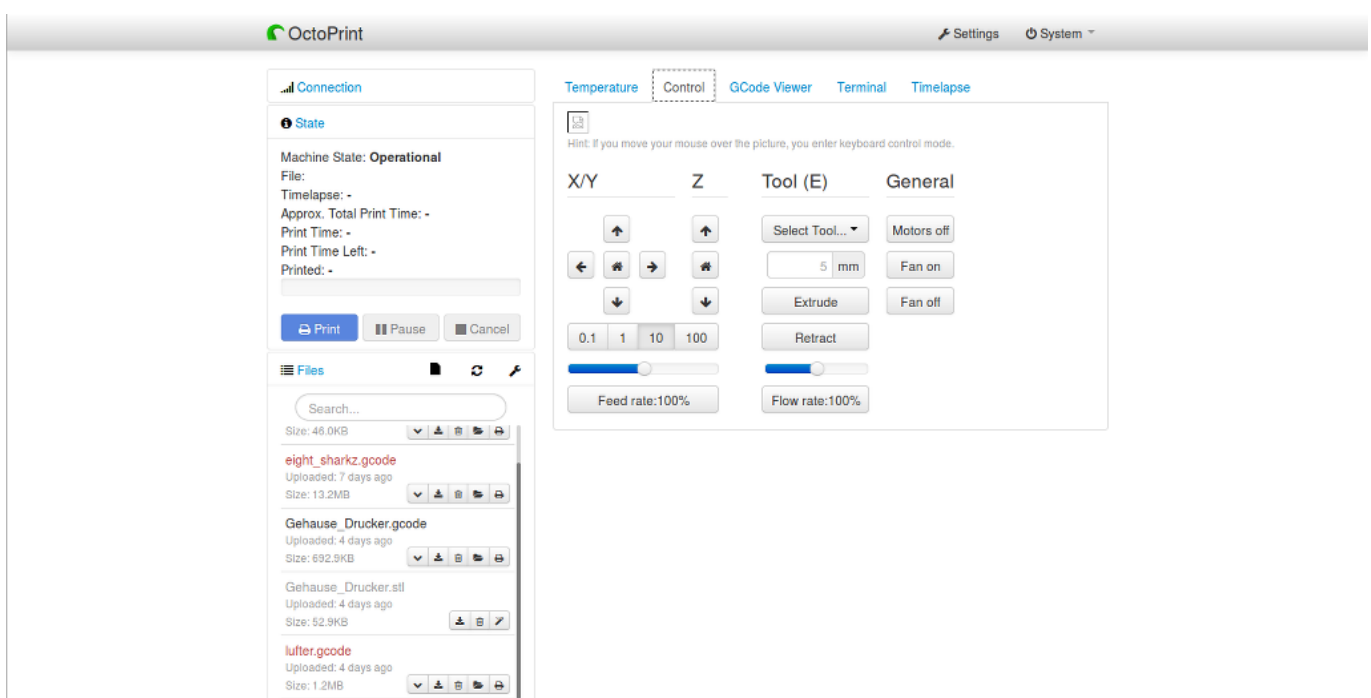 OctoPrint
Settings
System
Connection
State
Machine State: Operational
File:
Timelapse: -
Approx. Total Print Time: -
Print Time: -
Print Time Left: -
Printed: -
Print
Pause
Cancel
Files
Search...
Size: 46.0KB
eight_sharkz.gcode
Uploaded: 7 days ago
Size: 13.2MB
Gehause_Drucker.gcode
Uploaded: 4 days ago
Size: 692.9KB
Gehause_Drucker.stl
Uploaded: 4 days ago
Size: 52.9KB
lufter.gcode
Uploaded: 4 days ago
Size: 1.2MB
Temperature
Control
GCode Viewer
Terminal
Timelapse
Hint: If you move your mouse over the picture, you enter keyboard control mode.
X/Y
Z
Tool (E)
General
Select Tool...
Motors off
5 mm
Fan on
Extrude
Fan off
0.1 1 10 100
Retract
Feed rate:100%
Flow rate:100%